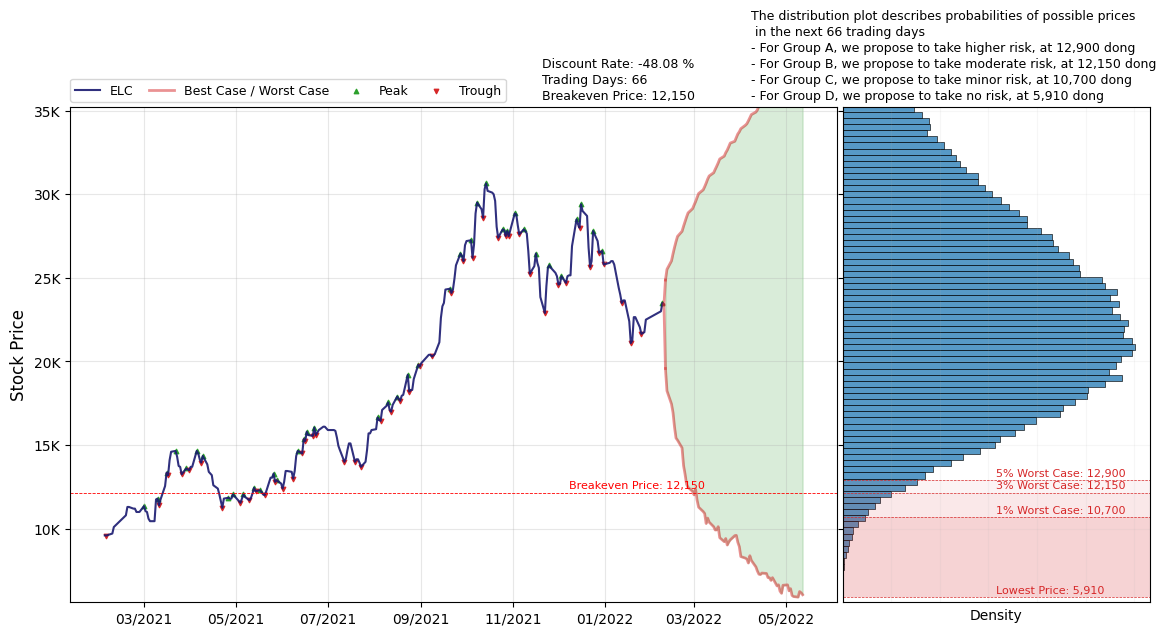 The distribution plot describes probabilities of possible prices
in the next 66 trading days
- For Group A, we propose to take higher risk, at 12,900 dong
- For Group B, we propose to take moderate risk, at 12,150 dong
- For Group C, we propose to take minor risk, at 10,700 dong
- For Group D, we propose to take no risk, at 5,910 dong
Discount Rate: -48.08 %
Trading Days: 66
Breakeven Price: 12,150
ELC
Best Case / Worst Case
Peak
Trough
Stock Price
35K
30K
25K
20K
15K
10K
Breakeven Price: 12,150
03/2021
05/2021
07/2021
09/2021
11/2021
01/2022
03/2022
05/2022
5% Worst Case: 12,900
3% Worst Case: 12,150
1% Worst Case: 10,700
Lowest Price: 5,910
Density